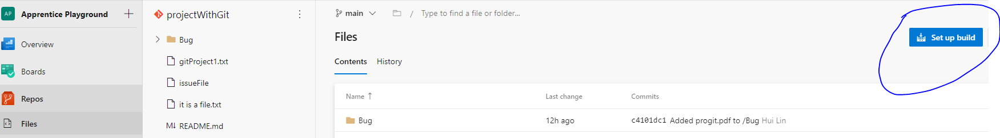 AP Apprentice Playground
Overview
Boards
Repos
Files
projectWithGit
Bug
gitProject1.txt
issueFile
it is a file.txt
README.md
main / Type to find a file or folder...
Files
Set up build
Contents History
Name Last change Commits
Bug 12h ago c4101dc1 Added progit.pdf to /Bug Hui Lin